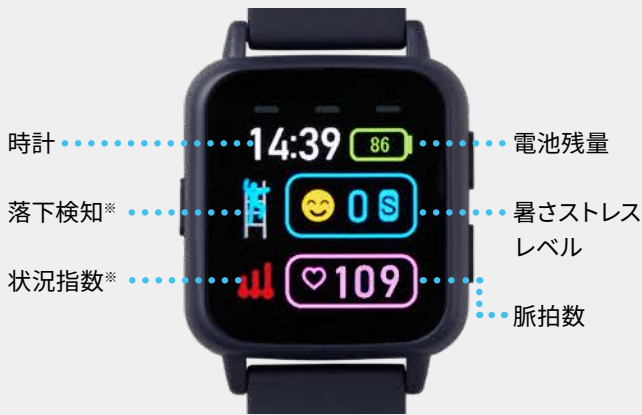 時計
14:39
86
電池残量
落下検知※
0 S
暑さストレス
レベル
状況指数※
109
脈拍数